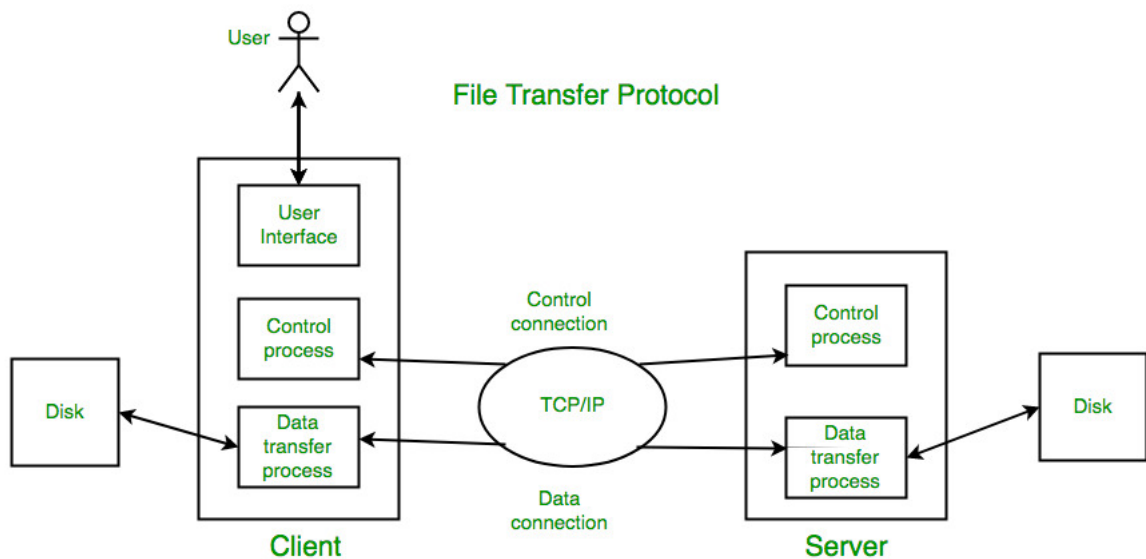 User
File Transfer Protocol
User
Interface
Control
process
Data
transfer
process
Disk
Client
Control
connection
TCP/IP
Data
connection
Control
process
Data
transfer
process
Disk
Server